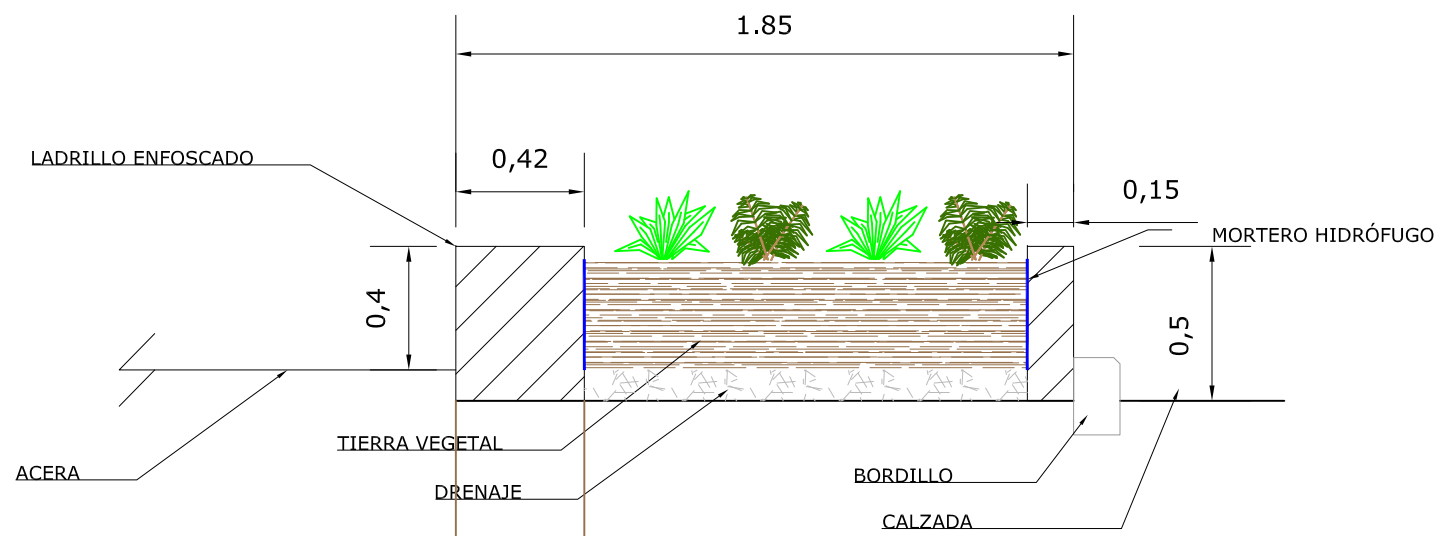 1.85
LADRILLO ENFOSCADO
0,42
0,15
MORTERO HIDRÓFUGO
0,4
0,5
TIERRA VEGETAL
ACERA
BORDILLO
DRENAJE
CALZADA